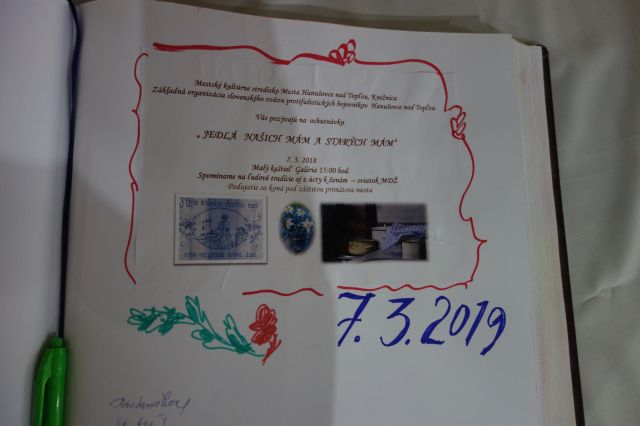 Mestské kultúrne stredisko Mesta Hanušovce nad Topľou, Knižnica
Základná organizácia slovenského zväzu protifašistických bojovníkov Hanušovce nad Topľou
Vás pozývajú na ochutnávku
„ JEDLÁ NAŠICH MÁM A STARÝCH MÁM"
7. 3. 2018
Malý kaštieľ Galéria 15:00 hod.
Spomíname na ľudové tradície aj z úcty k ženám – sviatok MDŽ.
Podujatie sa koná pod záštitou primátora mesta
7.3.2019